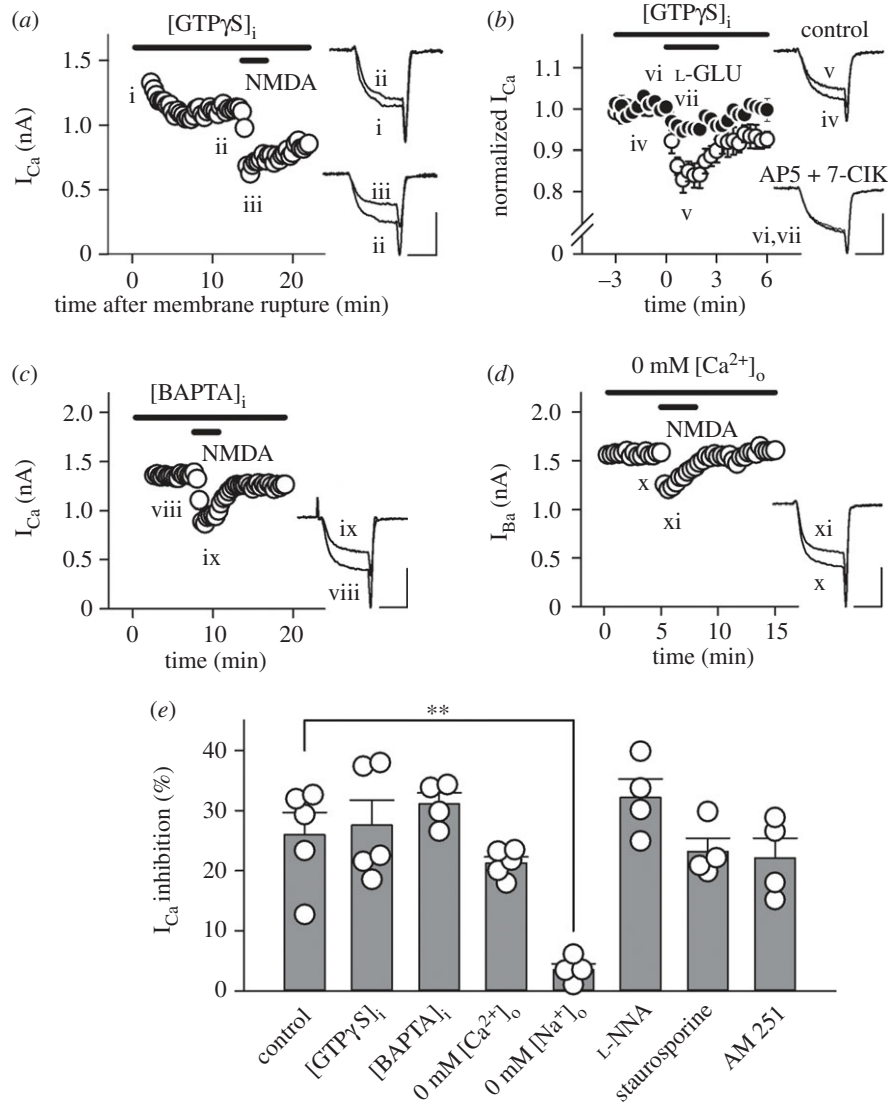 (a)
[GTPγS]i
NMDA
1.5
1.0
0.5
0
ICa (nA)
i
ii
iii
ii
i
iii
ii
0
10
20
time after membrane rupture (min)
(b)
[GTPγS]i
L-GLU
control
1.1
1.0
0.9
0.8
0
normalized ICa
vi
vii
iv
v
v
iv
AP5 + 7-ClK
vi,vii
−3
0
3
6
time (min)
(c)
[BAPTA]i
NMDA
2.0
1.5
1.0
0.5
0
ICa (nA)
viii
ix
ix
viii
0
10
20
time (min)
(d)
0 mM [Ca2+]o
NMDA
2.0
1.5
1.0
0.5
0
IBa (nA)
x
xi
xi
x
0
5
10
15
time (min)
(e)
**
40
30
20
10
0
ICa inhibition (%)
control
[GTPγS]i
[BAPTA]i
0 mM [Ca2+]o
0 mM [Na+]o
L-NNA
staurosporine
AM 251